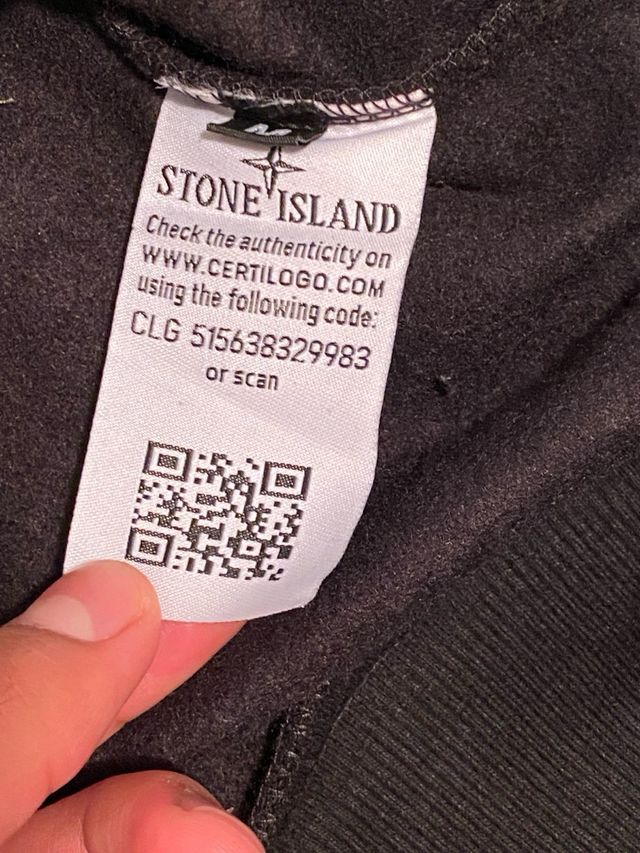 STONE ISLAND
Check the authenticity on
WWW.CERTILOGO.COM
using the following code:
CLG 515638329983
or scan